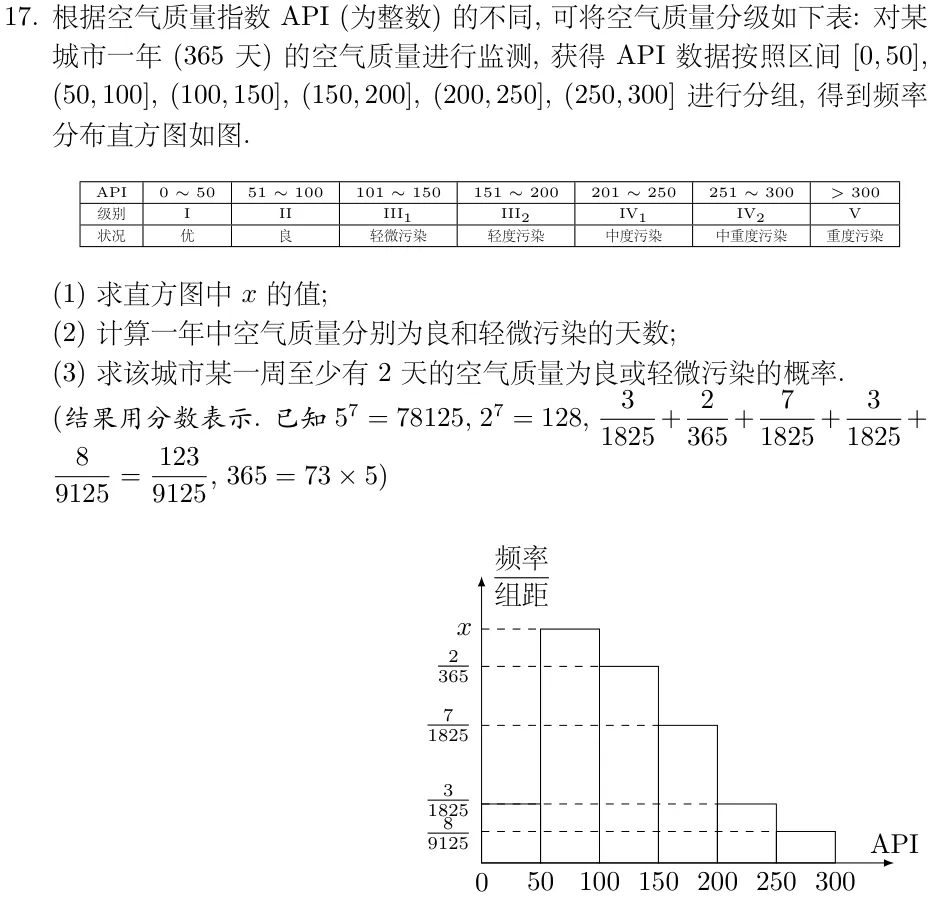 17. 根据空气质量指数 API (为整数) 的不同, 可将空气质量分级如下表: 对某
城市一年 (365 天) 的空气质量进行监测, 获得 API 数据按照区间 [0, 50],
(50, 100], (100, 150], (150, 200], (200, 250], (250, 300] 进行分组, 得到频率
分布直方图如图.
API 0 ∼ 50 51 ∼ 100 101 ∼ 150 151 ∼ 200 201 ∼ 250 251 ∼ 300 > 300
级别 I II III₁ III₂ IV₁ IV₂ V
状况 优 良 轻微污染 轻度污染 中度污染 中重度污染 重度污染
(1) 求直方图中 x 的值;
(2) 计算一年中空气质量分别为良和轻微污染的天数;
(3) 求该城市某一周至少有 2 天的空气质量为良或轻微污染的概率.
(结果用分数表示. 已知 5⁷ = 78125, 2⁷ = 128, 3/1825 + 2/365 + 7/1825 + 3/1825 +
8/9125 = 123/9125, 365 = 73 × 5)
频率/组距
x
2/365
7/1825
3/1825
8/9125
API
0 50 100 150 200 250 300